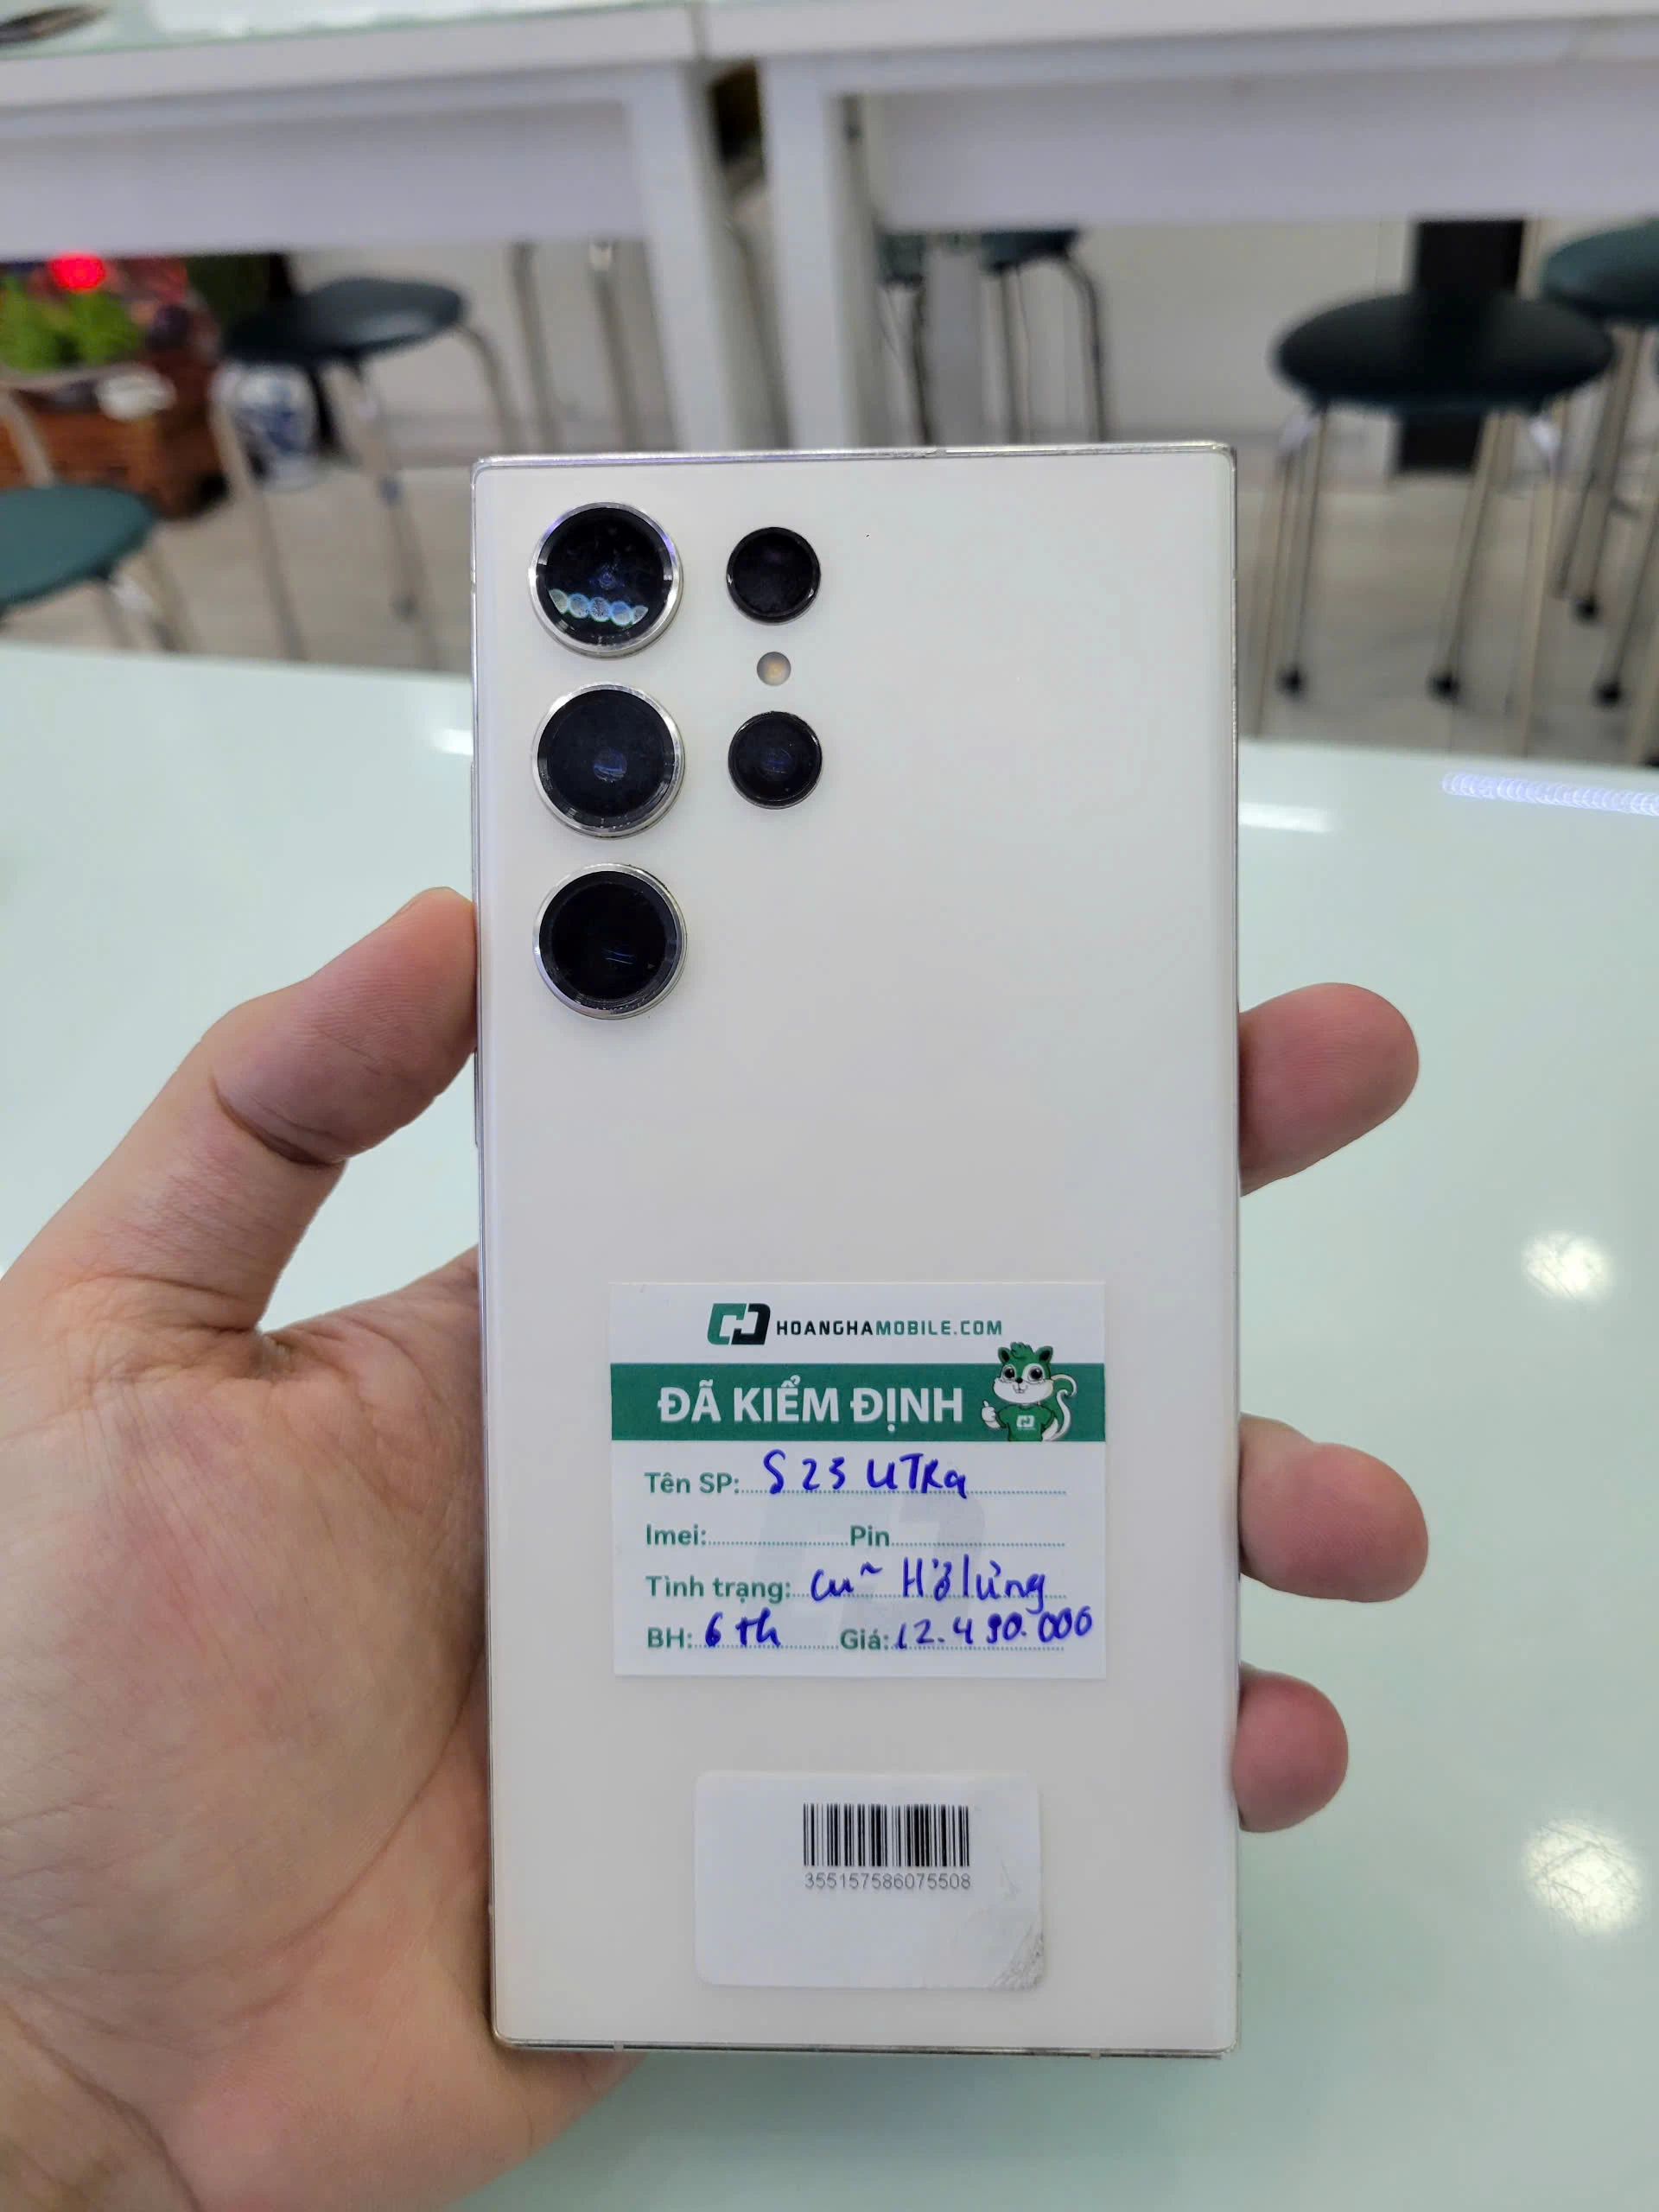 HOANGHAMOBILE.COM
ĐÃ KIỂM ĐỊNH
Tên SP: S23 UTRa
Imei: Pin
Tình trạng: Cũ Hở lưng
BH: 6 th Giá: 12.490.000
355157586075508